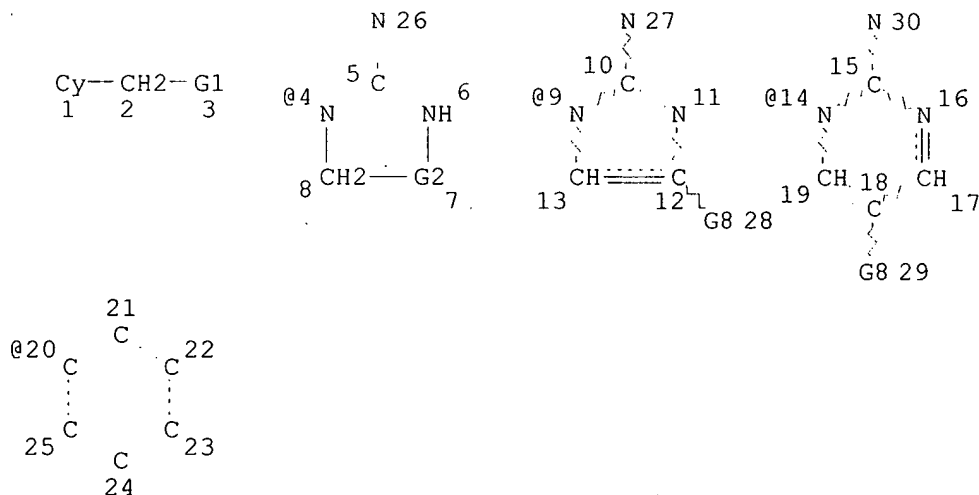 N 26 N 27 N 30
Cy CH2 G1 5 C 6 10 C 15 C
1 2 3 @4 N NH @9 N N 11 @14 N N 16
8 CH2 G2 7 13 CH C 12 19 CH 18 C CH 17
G8 28
G8 29
21
C
@20 C C 22
25 C C 23
C
24